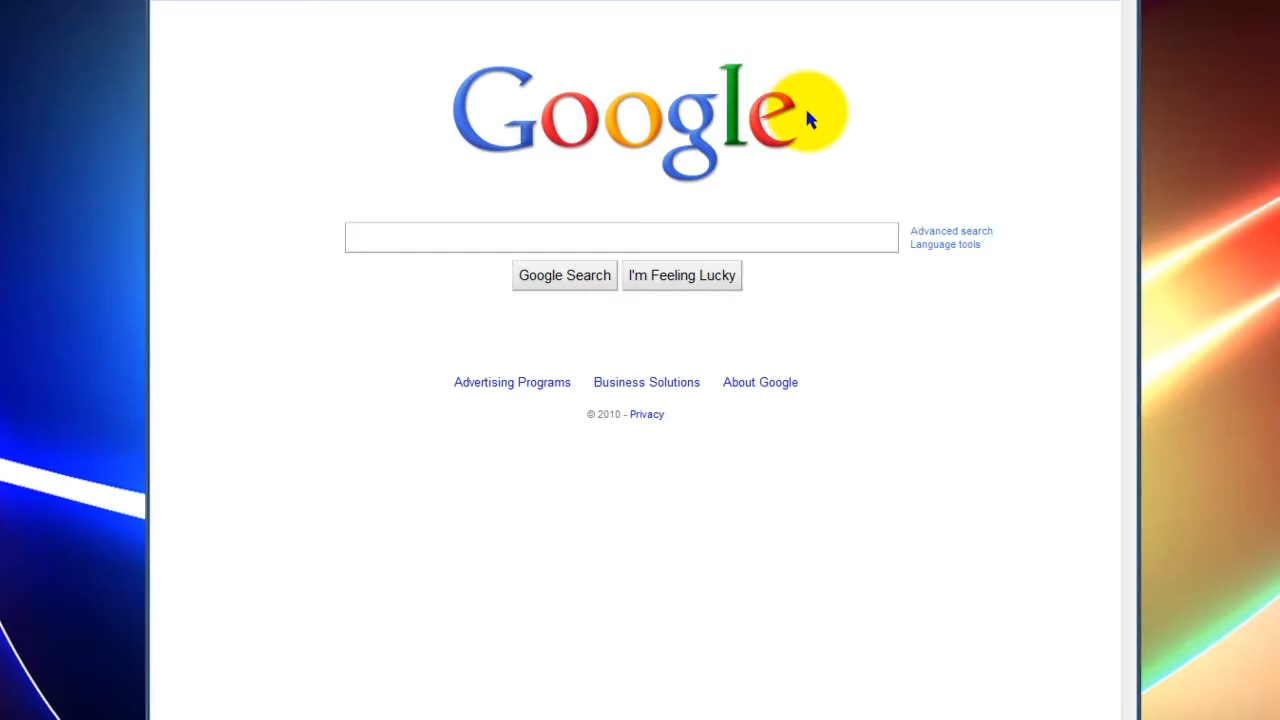 Google
Advanced search
Language tools
Google Search I'm Feeling Lucky
Advertising Programs Business Solutions About Google
© 2010 - Privacy